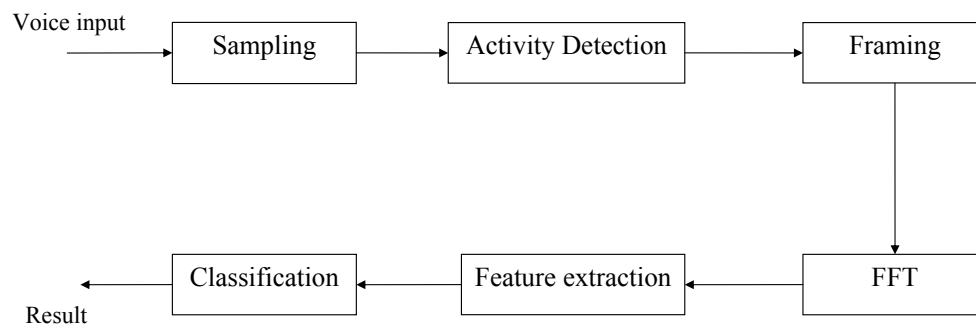 Voice input
Sampling
Activity Detection
Framing
FFT
Feature extraction
Classification
Result